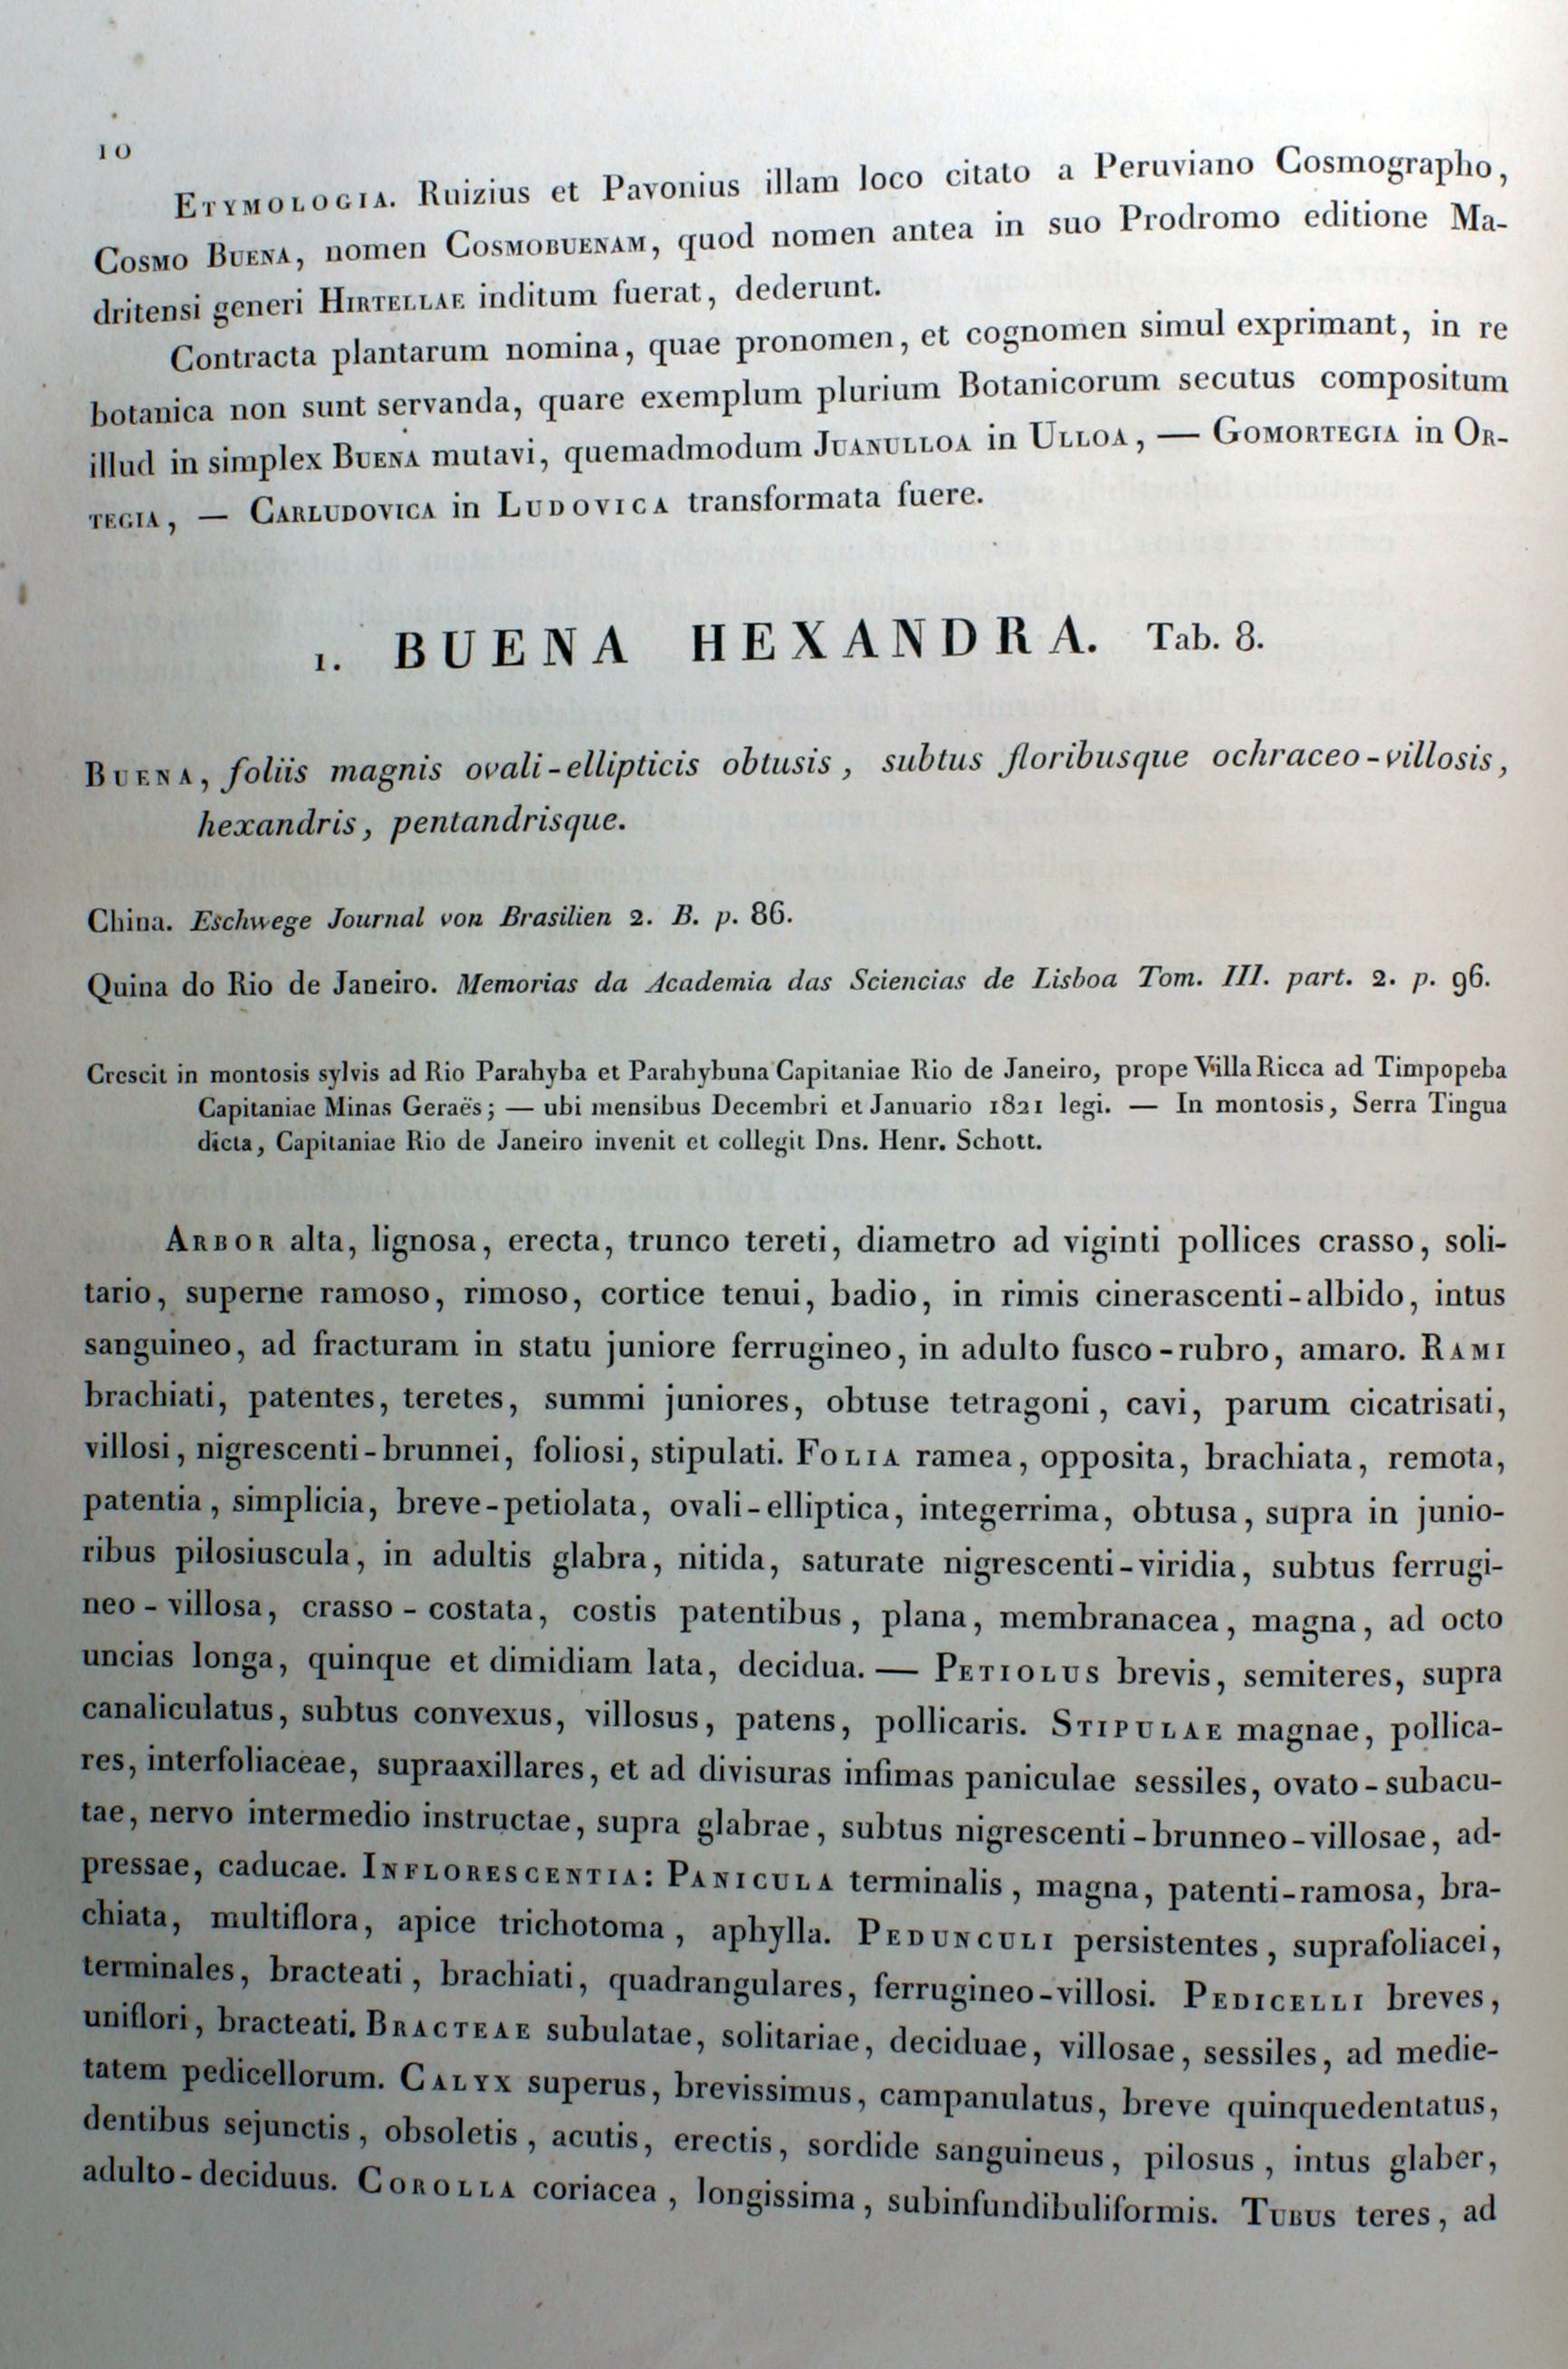 10
ETYMOLOGIA. Ruizius et Pavonius illam loco citato a Peruviano Cosmographo,
COSMO BUENA, nomen COSMOBUENAM, quod nomen antea in suo Prodromo editione Ma-
dritensi generi HIRTELLAE inditum fuerat, dederunt.
Contracta plantarum nomina, quae pronomen, et cognomen simul exprimant, in re
botanica non sunt servanda, quare exemplum plurium Botanicorum secutus compositum
illud in simplex BUENA mutavi, quemadmodum JUANULLOA in ULLOA, — GOMORTEGIA in OR-
TEGIA, — CARLUDOVICA in LUDOVICA transformata fuere.
1. BUENA HEXANDRA. Tab. 8.
BUENA, foliis magnis ovali-ellipticis obtusis, subtus floribusque ochraceo-villosis,
hexandris, pentandrisque.
China. Eschwege Journal von Brasilien 2. B. p. 86.
Quina do Rio de Janeiro. Memorias da Academia das Sciencias de Lisboa Tom. III. part. 2. p. 96.
Crescit in montosis sylvis ad Rio Parahyba et Parahybuna Capitaniae Rio de Janeiro, prope Villa Ricca ad Timpopeba
Capitaniae Minas Geraës; — ubi mensibus Decembri et Januario 1821 legi. — In montosis, Serra Tingua
dicta, Capitaniae Rio de Janeiro invenit et collegit Dns. Henr. Schott.
ARBOR alta, lignosa, erecta, trunco tereti, diametro ad viginti pollices crasso, soli-
tario, superne ramoso, rimoso, cortice tenui, badio, in rimis cinerascenti-albido, intus
sanguineo, ad fracturam in statu juniore ferrugineo, in adulto fusco-rubro, amaro. RAMI
brachiati, patentes, teretes, summi juniores, obtuse tetragoni, cavi, parum cicatrisati,
villosi, nigrescenti-brunnei, foliosi, stipulati. FOLIA ramea, opposita, brachiata, remota,
patentia, simplicia, breve-petiolata, ovali-elliptica, integerrima, obtusa, supra in junio-
ribus pilosiuscula, in adultis glabra, nitida, saturate nigrescenti-viridia, subtus ferrugi-
neo-villosa, crasso-costata, costis patentibus, plana, membranacea, magna, ad octo
uncias longa, quinque et dimidiam lata, decidua. — PETIOLUS brevis, semiteres, supra
canaliculatus, subtus convexus, villosus, patens, pollicaris. STIPULAE magnae, pollica-
res, interfoliaceae, supraaxillares, et ad divisuras infimas paniculae sessiles, ovato-subacu-
tae, nervo intermedio instructae, supra glabrae, subtus nigrescenti-brunneo-villosae, ad-
pressae, caducae. INFLORESCENTIA: PANICULA terminalis, magna, patenti-ramosa, bra-
chiata, multiflora, apice trichotoma, aphylla. PEDUNCULI persistentes, suprafoliacei,
terminales, bracteati, brachiati, quadrangulares, ferrugineo-villosi. PEDICELLI breves,
uniflori, bracteati. BRACTEAE subulatae, solitariae, deciduae, villosae, sessiles, ad medie-
tatem pedicellorum. CALYX superus, brevissimus, campanulatus, breve quinquedentatus,
dentibus sejunctis, obsoletis, acutis, erectis, sordide sanguineus, pilosus, intus glaber,
adulto-deciduus. COROLLA coriacea, longissima, subinfundibuliformis. TUBUS teres, ad